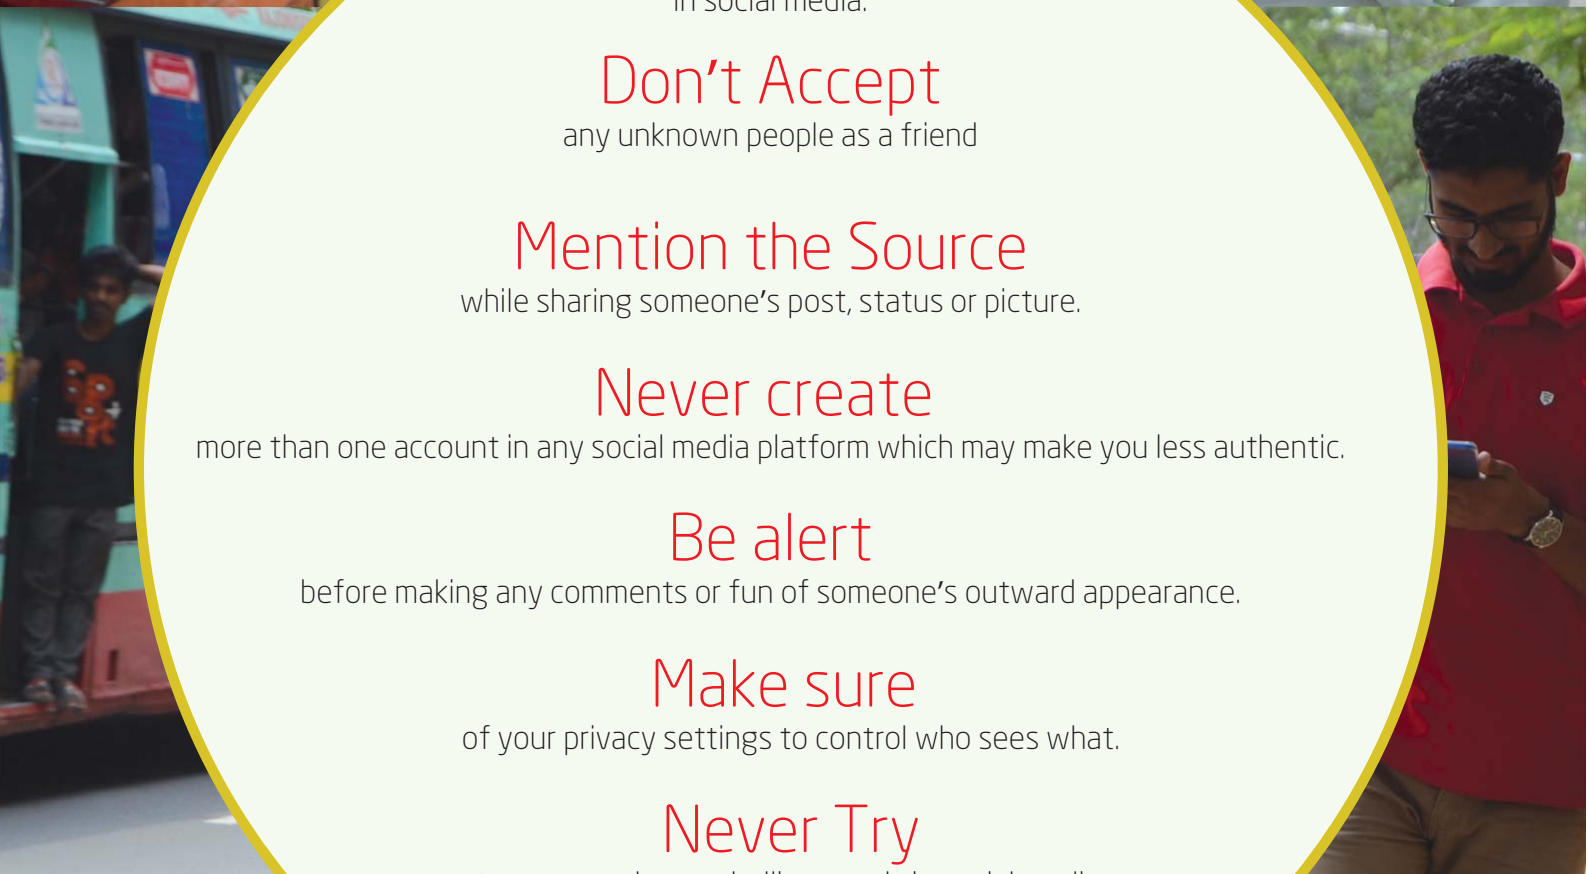 in social media.
Don't Accept
any unknown people as a friend
Mention the Source
while sharing someone's post, status or picture.
Never create
more than one account in any social media platform which may make you less authentic.
Be alert
before making any comments or fun of someone's outward appearance.
Make sure
of your privacy settings to control who sees what.
Never Try